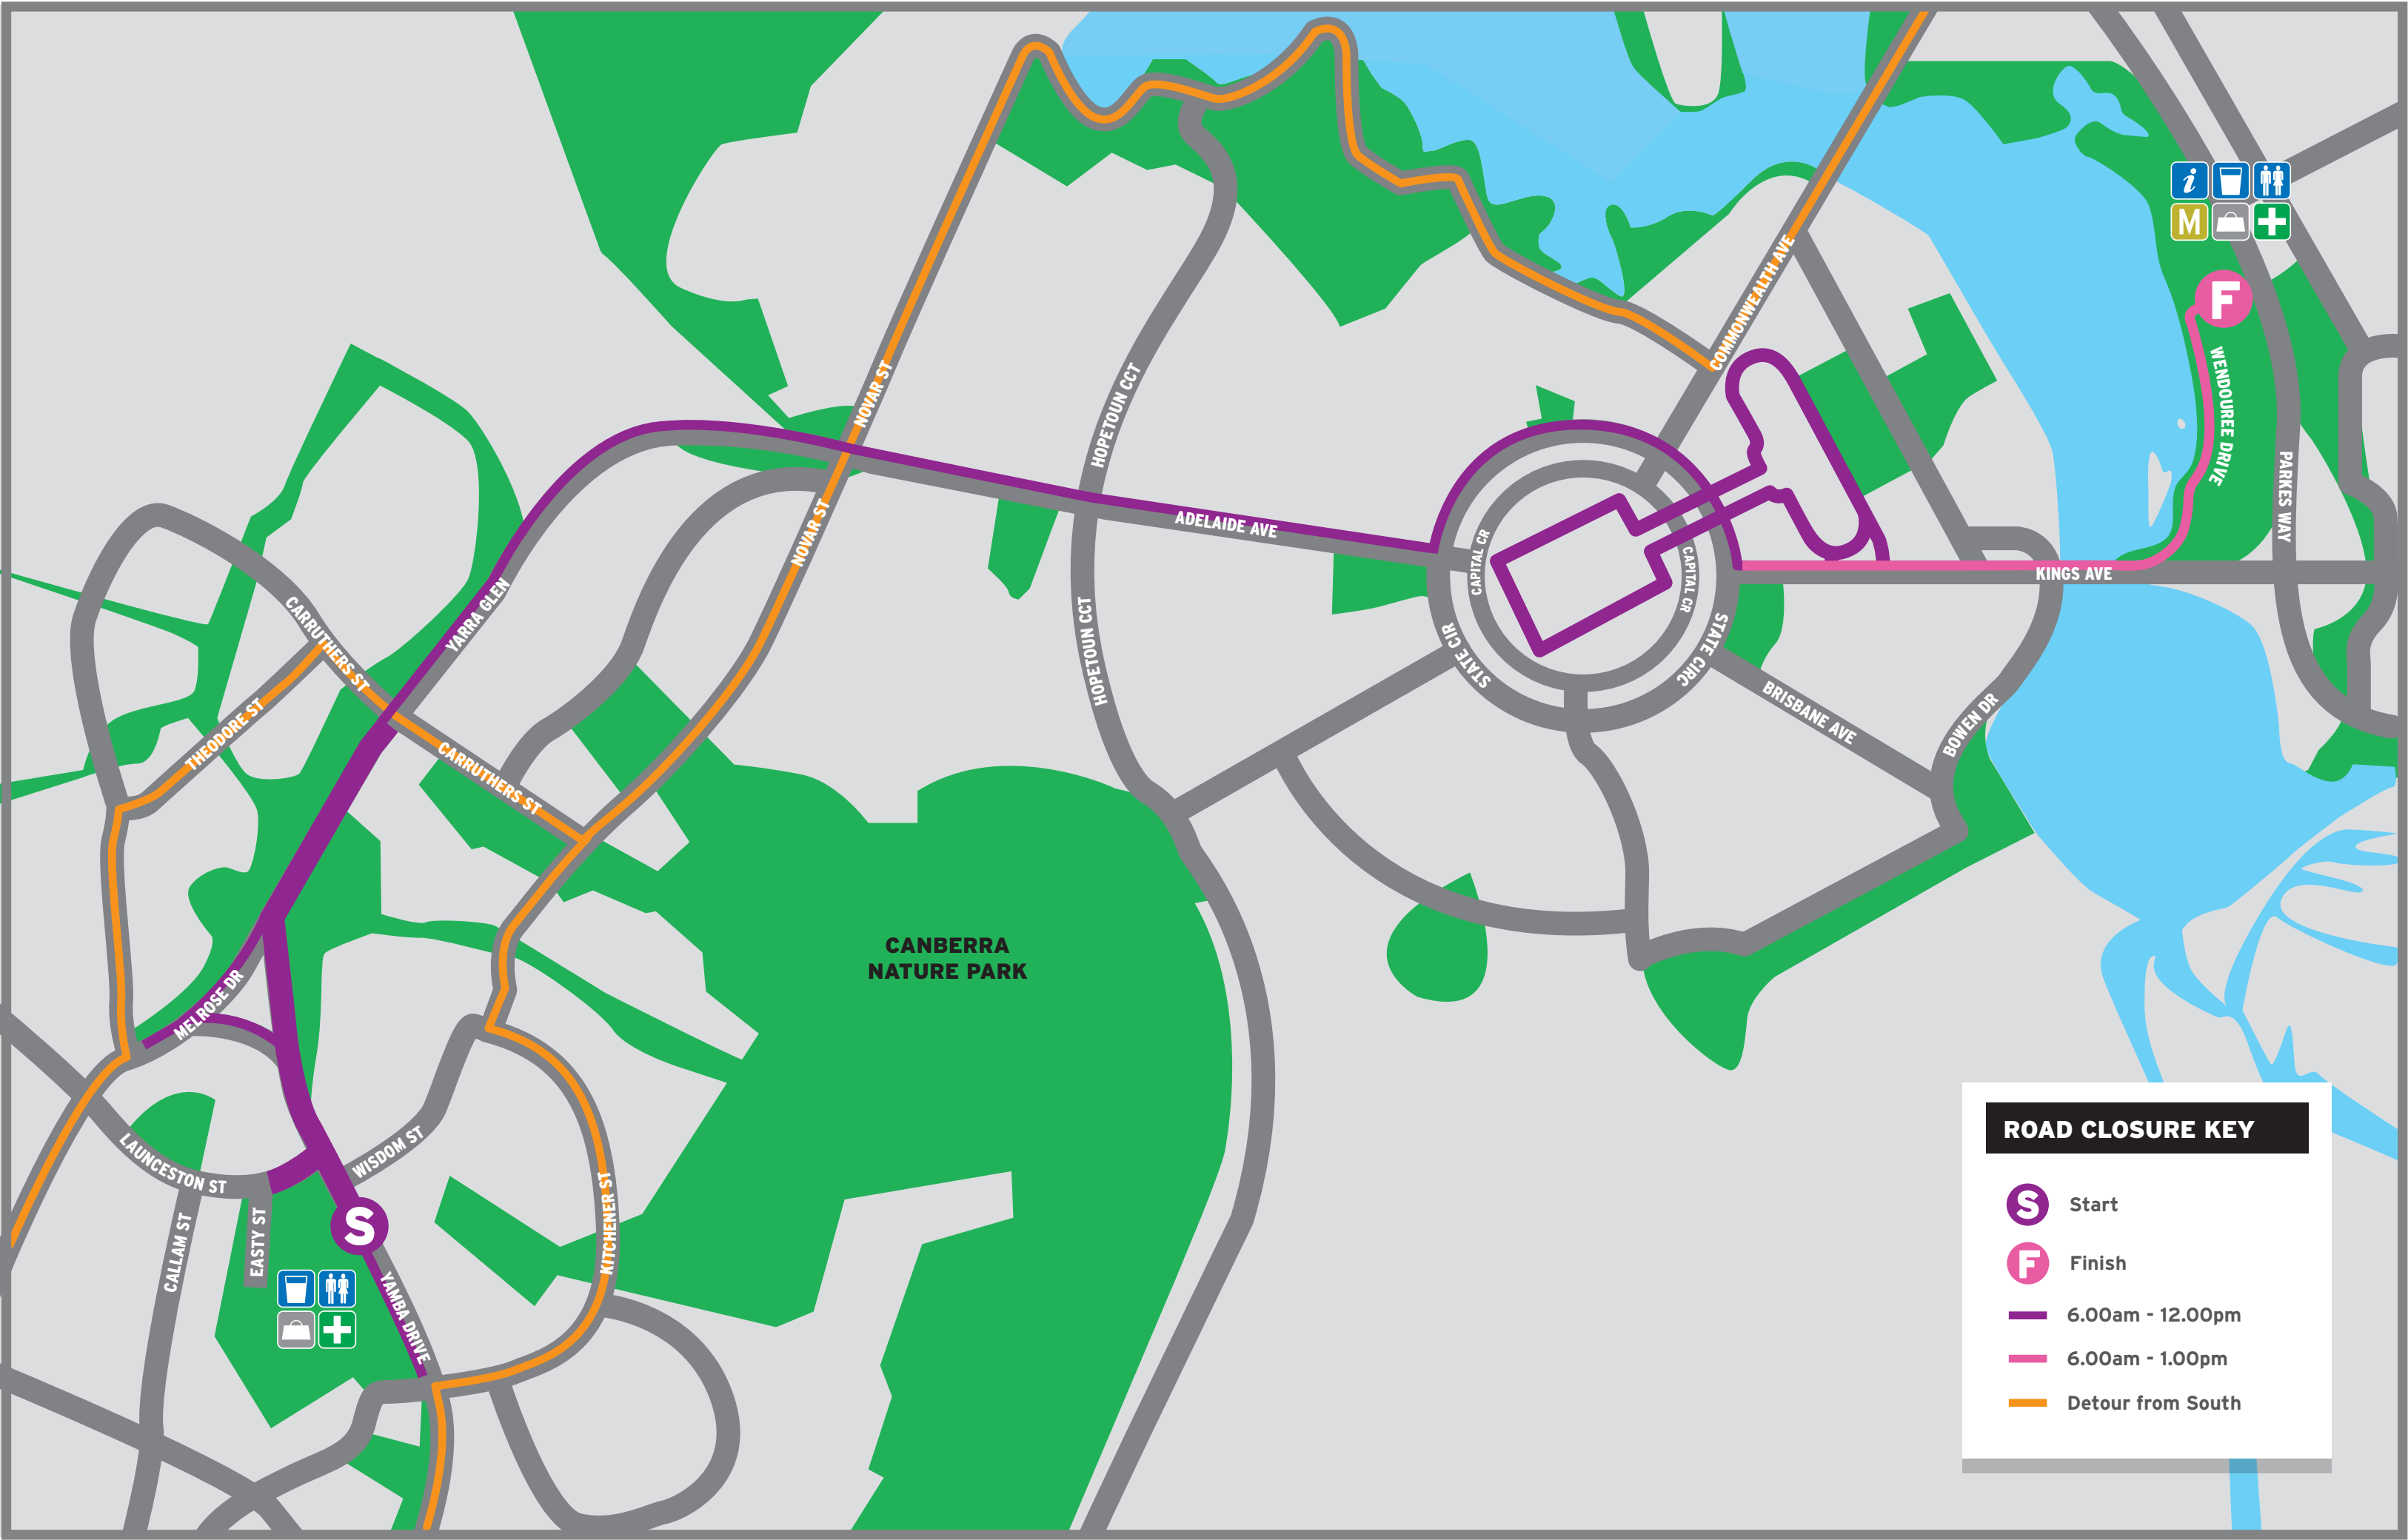 i
M
F
NOVAR ST
HOPETOUN CCT
COMMONWEALTH AVE
WENDOUREE DRIVE
PARKES WAY
NOVAR ST
ADELAIDE AVE
CAPITAL CR
CAPITAL CR
KINGS AVE
CARRUTHERS ST
YARRA GLEN
HOPETOUN CCT
STATE CIR
STATE CIRC
BRISBANE AVE
BOWEN DR
THEODORE ST
CARRUTHERS ST
CANBERRA
NATURE PARK
MELROSE DR
LAUNCESTON ST
WISDOM ST
S
CALLAM ST
EASTY ST
KITCHENER ST
YAMBA DRIVE
ROAD CLOSURE KEY
S Start
F Finish
6.00am - 12.00pm
6.00am - 1.00pm
Detour from South